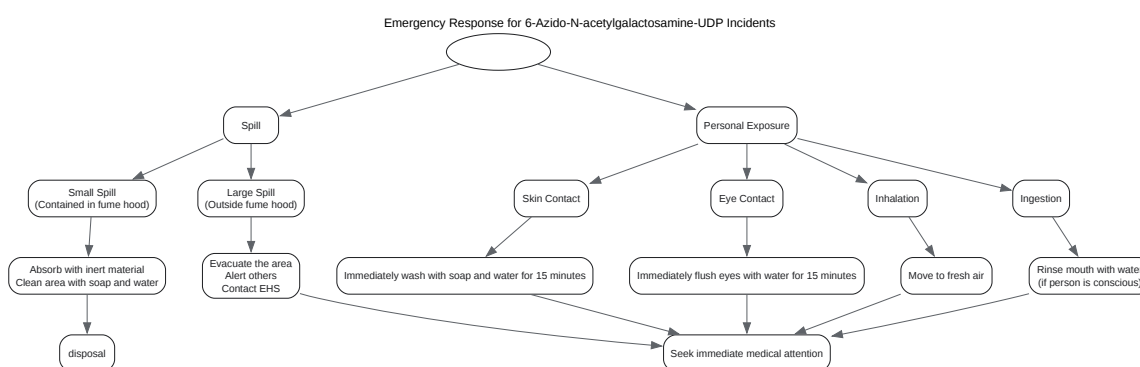 Emergency Response for 6-Azido-N-acetylgalactosamine-UDP Incidents
Spill
Personal Exposure
Small Spill
(Contained in fume hood)
Large Spill
(Outside fume hood)
Skin Contact
Eye Contact
Inhalation
Ingestion
Absorb with inert material
Clean area with soap and water
Evacuate the area
Alert others
Contact EHS
Immediately wash with soap and water for 15 minutes
Immediately flush eyes with water for 15 minutes
Move to fresh air
Rinse mouth with water
(if person is conscious)
disposal
Seek immediate medical attention